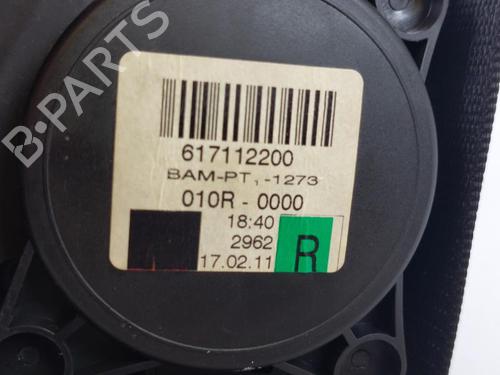 B-PARTS
617112200
BAM-PT, -1273
010R - 0000
18:40
2962
17.02.11
R